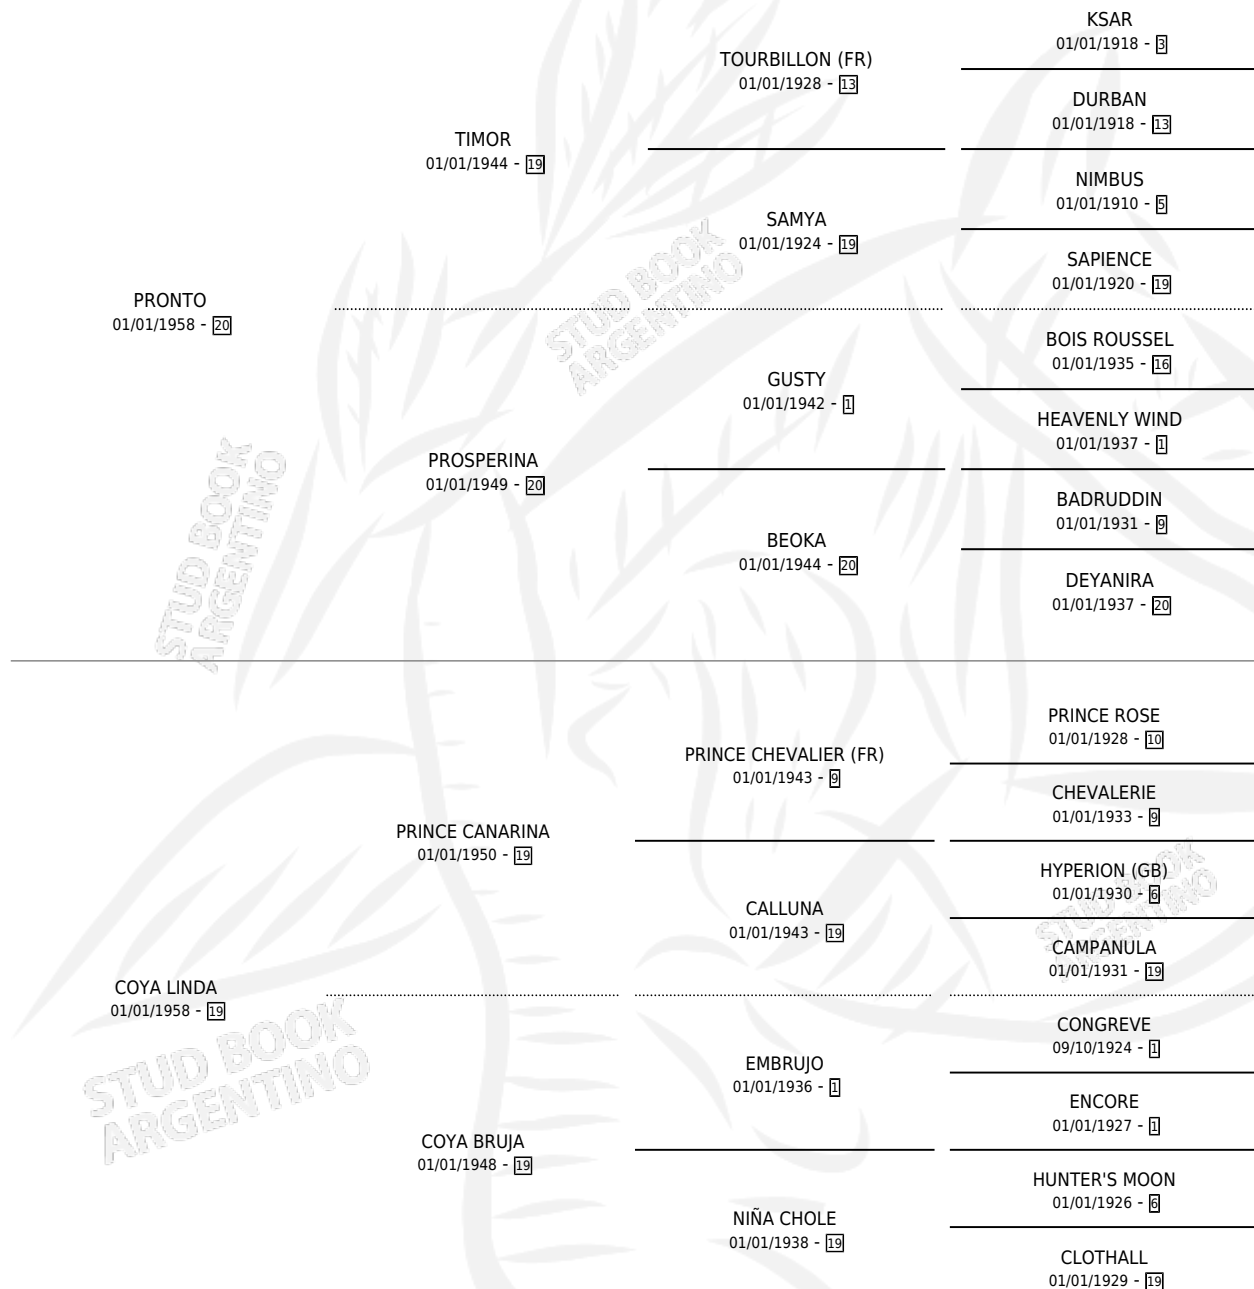 KSAR
01/01/1918 - 3
TOURBILLON (FR)
01/01/1928 - 13
DURBAN
01/01/1918 - 13
TIMOR
01/01/1944 - 19
NIMBUS
01/01/1910 - 5
SAMYA
01/01/1924 - 19
SAPIENCE
01/01/1920 - 19
PRONTO
01/01/1958 - 20
BOIS ROUSSEL
01/01/1935 - 16
GUSTY
01/01/1942 - 1
HEAVENLY WIND
01/01/1937 - 1
PROSPERINA
01/01/1949 - 20
BADRUDDIN
01/01/1931 - 9
BEOKA
01/01/1944 - 20
DEYANIRA
01/01/1937 - 20
PRINCE ROSE
01/01/1928 - 10
PRINCE CHEVALIER (FR)
01/01/1943 - 9
CHEVALERIE
01/01/1933 - 9
PRINCE CANARINA
01/01/1950 - 19
HYPERION (GB)
01/01/1930 - 6
CALLUNA
01/01/1943 - 19
CAMPANULA
01/01/1931 - 19
COYA LINDA
01/01/1958 - 19
CONGREVE
09/10/1924 - 1
EMBRUJO
01/01/1936 - 1
ENCORE
01/01/1927 - 1
COYA BRUJA
01/01/1948 - 19
HUNTER'S MOON
01/01/1926 - 6
NIÑA CHOLE
01/01/1938 - 19
CLOTHALL
01/01/1929 - 19
STUD BOOK
ARGENTINO
STUD BOOK
ARGENTINO
STUD BOOK
ARGENTINO
STUD BOOK
ARGENTINO